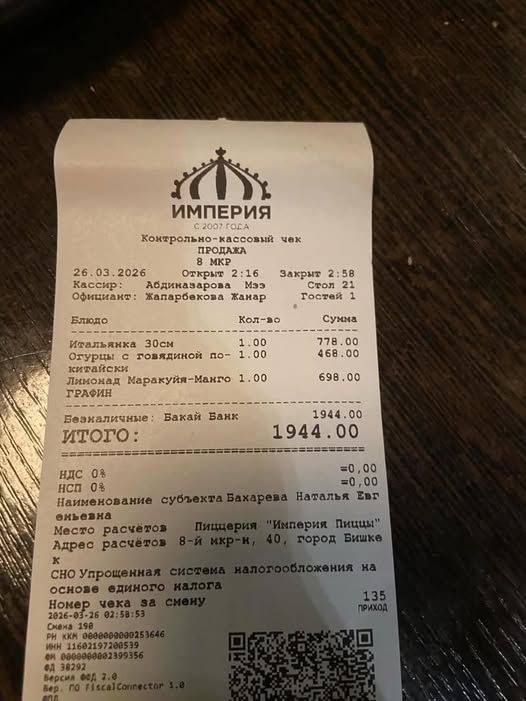 ИМПЕРИЯ
С 2007 ГОДА
Контрольно-кассовый чек
ПРОДАЖА
8 МКР
26.03.2026 Открыт 2:16 Закрыт 2:58
Кассир: Абдиназарова Мээ Стол 21
Официант: Жапарбекова Жанар Гостей 1
Блюдо Кол-во Сумма
Итальянка 30см 1.00 778.00
Огурцы с говядиной по- 1.00 468.00
китайски
Лимонад Маракуйя-Манго 1.00 698.00
ГРАФИН
Безналичные: Бакай Банк 1944.00
ИТОГО: 1944.00
НДС 0% =0,00
НСП 0% =0,00
Наименование субъекта Бахарева Наталья Евг
еньевна
Место расчётов Пиццерия "Империя Пиццы"
Адрес расчётов 8-й мкр-н, 40, город Бишке
к
СНО Упрощенная система налогообложения на
основе единого налога
Номер чека за смену 135
2026-03-26 02:58:53 ПРИХОД
Смена 190
РН ККМ 0000000000253646
ИНН 11602197200539
ФМ 0000000002399356
ФД 38292
Версия ФФД 2.0
Вер. ПО FiscalConnector 1.0